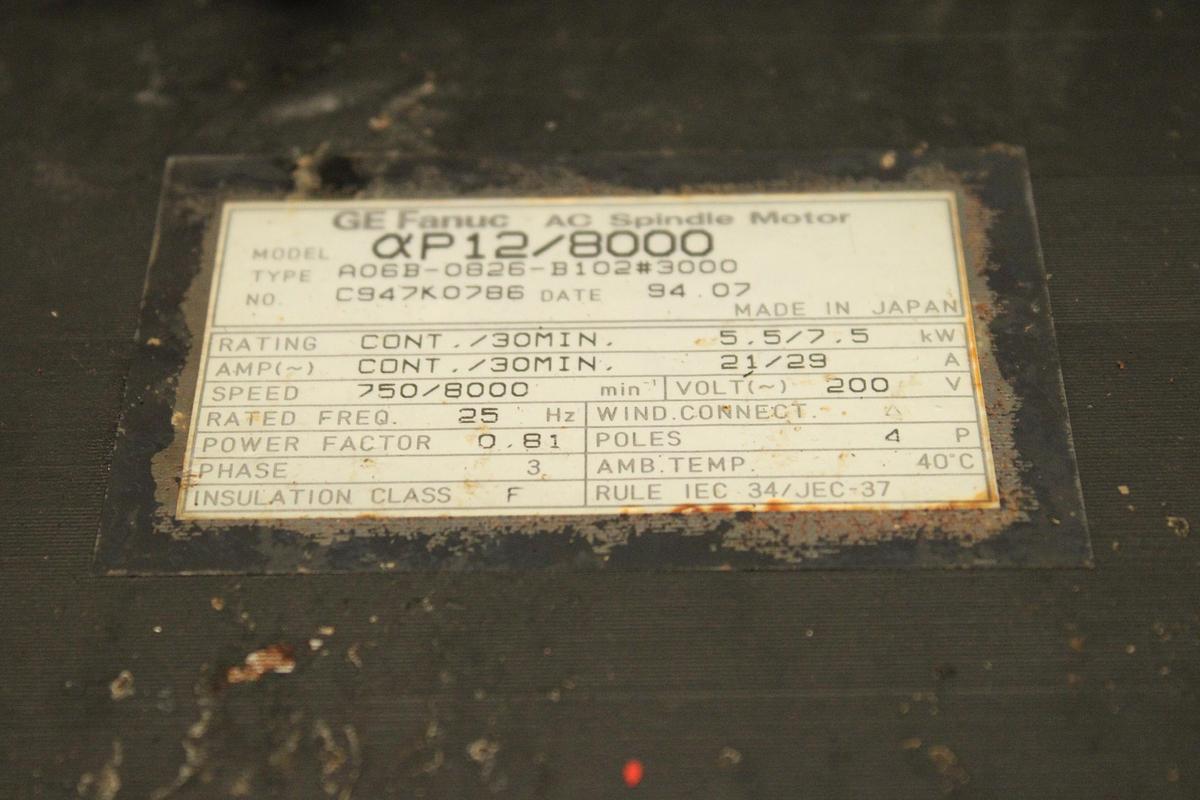 GE Fanuc AC Spindle Motor
MODEL αP12/8000
TYPE A06B-0826-B102#3000
NO. C947K0786 DATE 94.07
MADE IN JAPAN
RATING CONT./30MIN. 5.5/7.5 kW
AMP(~) CONT./30MIN. 21/29 A
SPEED 750/8000 min⁻¹ VOLT(~) 200 V
RATED FREQ. 25 Hz WIND.CONNECT. △
POWER FACTOR 0.81 POLES 4 P
PHASE 3 AMB.TEMP. 40°C
INSULATION CLASS F RULE IEC 34/JEC-37